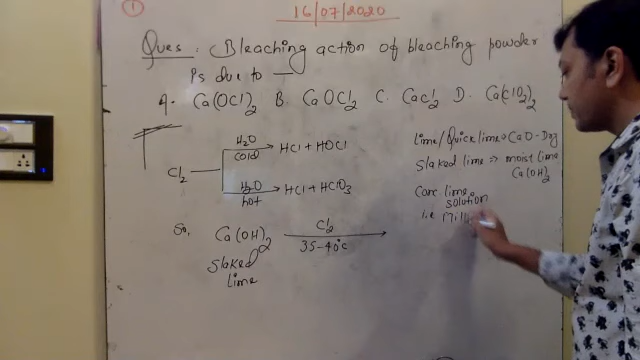 1
16/07/2020
Ques: Bleaching action of bleaching powder
is due to —
A. Ca(OCl)₂ B. CaOCl₂ C. CaCl₂ D. Ca(ClO₂)₂
Cl₂
H₂O
cold
HCl + HOCl
H₂O
hot
HCl + HClO₃
So, Ca(OH)₂ Cl₂
35-40°C
Slaked
lime
Lime/Quick lime → CaO - Dry
Slaked lime ⇒ moist lime
Ca(OH)₂
Conc. lime
solution
i.e. Milk